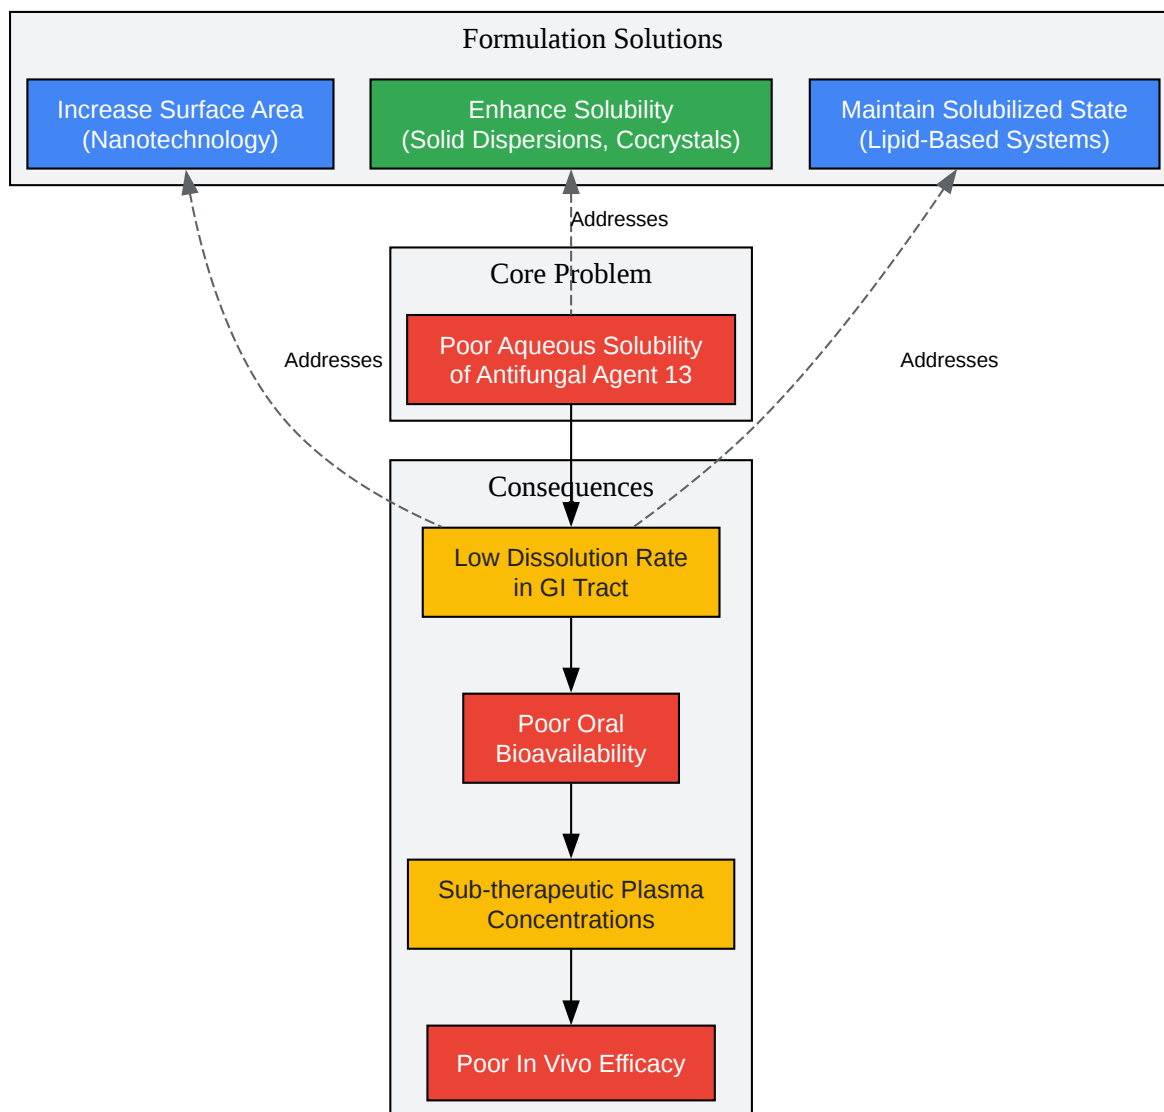 Formulation Solutions
Increase Surface Area
(Nanotechnology)
Enhance Solubility
(Solid Dispersions, Cocrystals)
Maintain Solubilized State
(Lipid-Based Systems)
Addresses
Core Problem
Poor Aqueous Solubility
of Antifungal Agent 13
Addresses
Addresses
Consequences
Low Dissolution Rate
in GI Tract
Poor Oral
Bioavailability
Sub-therapeutic Plasma
Concentrations
Poor In Vivo Efficacy